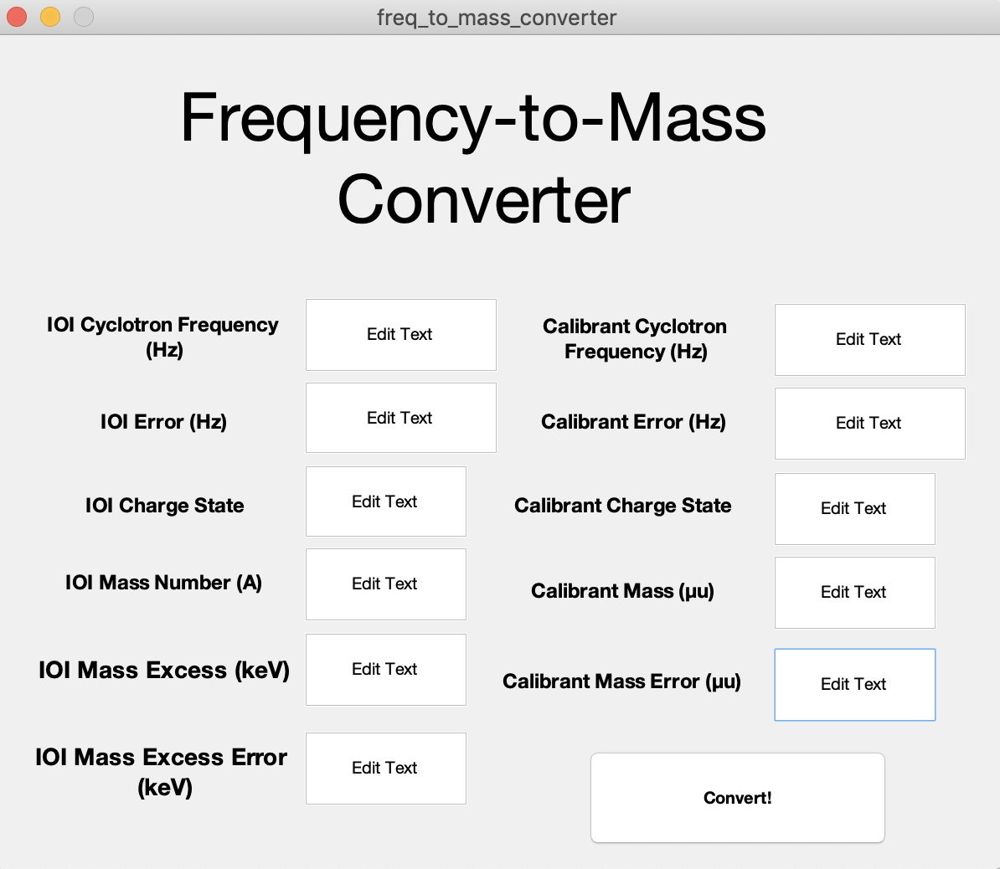 freq_to_mass_converter
Frequency-to-Mass
Converter
IOI Cyclotron Frequency
(Hz)
Edit Text
Calibrant Cyclotron
Frequency (Hz)
Edit Text
IOI Error (Hz)
Edit Text
Calibrant Error (Hz)
Edit Text
IOI Charge State
Edit Text
Calibrant Charge State
Edit Text
IOI Mass Number (A)
Edit Text
Calibrant Mass (µu)
Edit Text
IOI Mass Excess (keV)
Edit Text
Calibrant Mass Error (µu)
Edit Text
IOI Mass Excess Error
(keV)
Edit Text
Convert!